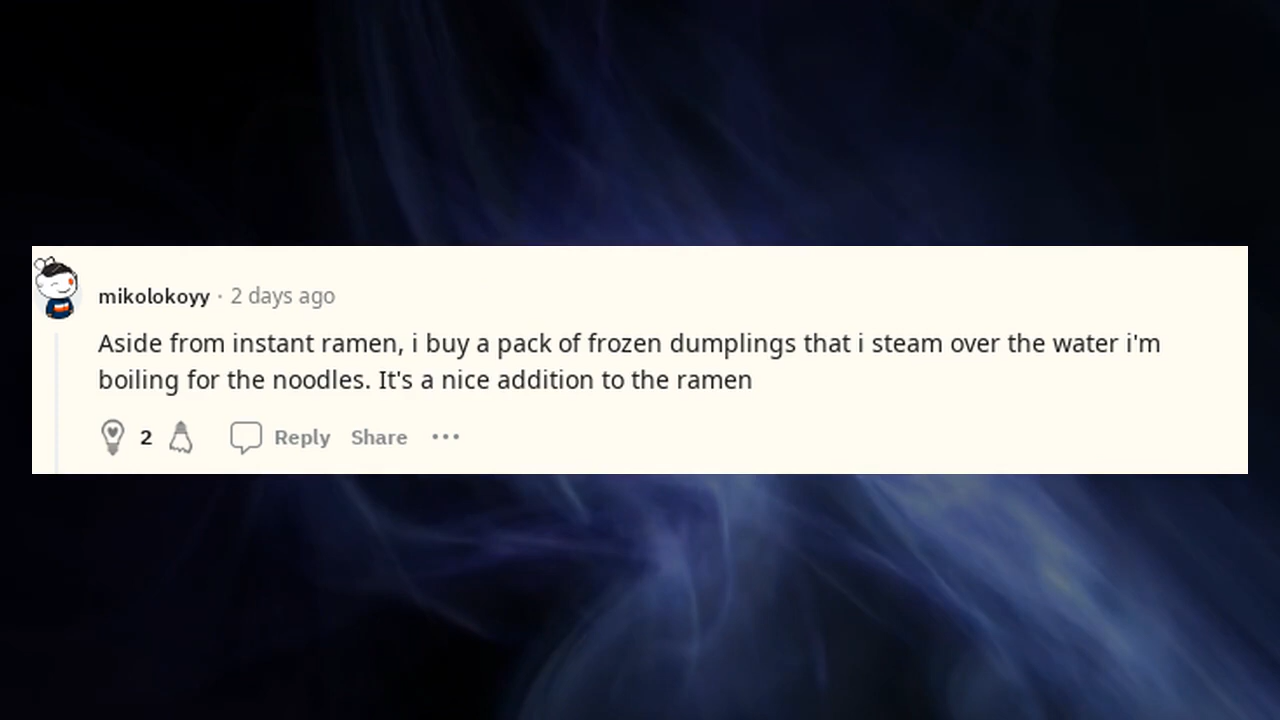 mikolokoyy · 2 days ago
Aside from instant ramen, i buy a pack of frozen dumplings that i steam over the water i'm
boiling for the noodles. It's a nice addition to the ramen
2 Reply Share •••